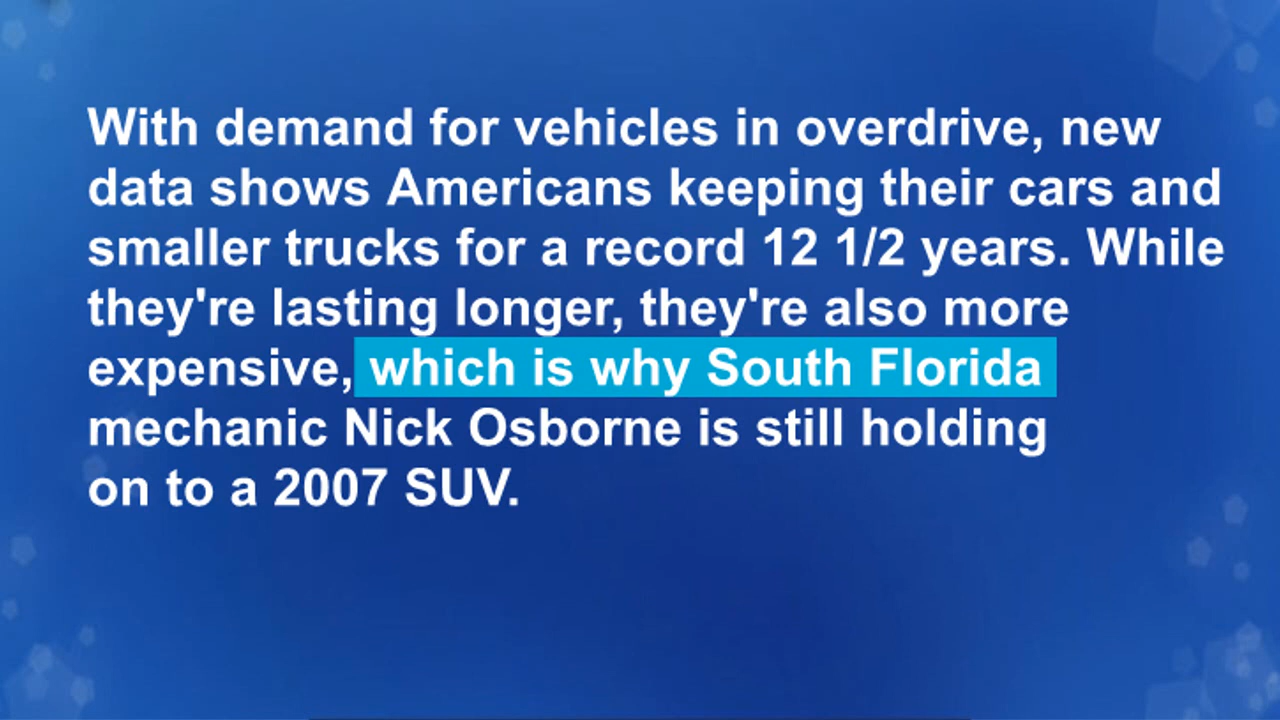 With demand for vehicles in overdrive, new
data shows Americans keeping their cars and
smaller trucks for a record 12 1/2 years. While
they're lasting longer, they're also more
expensive, which is why South Florida
mechanic Nick Osborne is still holding
on to a 2007 SUV.